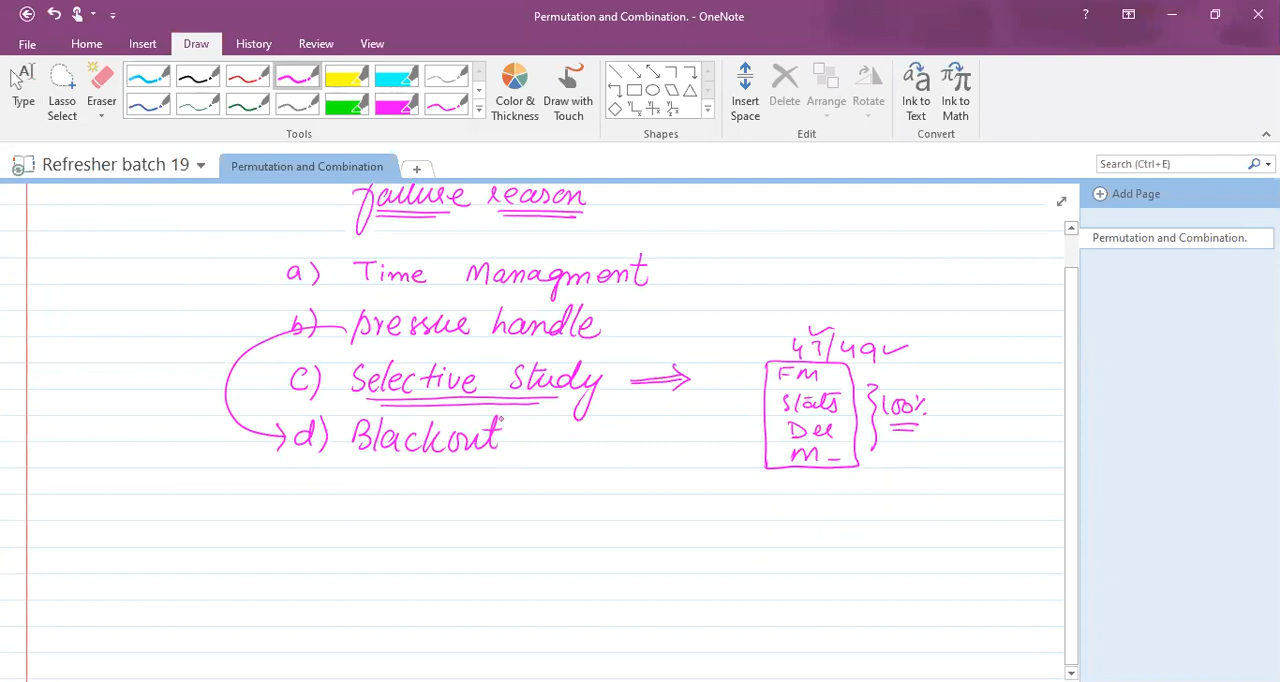 Permutation and Combination. - OneNote
?
File Home Insert Draw History Review View
Type
Lasso Select
Eraser
Color & Thickness
Draw with Touch
Insert Space
Delete
Arrange
Rotate
Ink to Text
Ink to Math
Tools
Shapes
Edit
Convert
Refresher batch 19
Permutation and Combination
Search (Ctrl+E)
Add Page
Permutation and Combination.
failure reason
a) Time Managment
b) pressue handle
c) Selective Study
d) Blackout
47/49
FM
Stats
M
100%